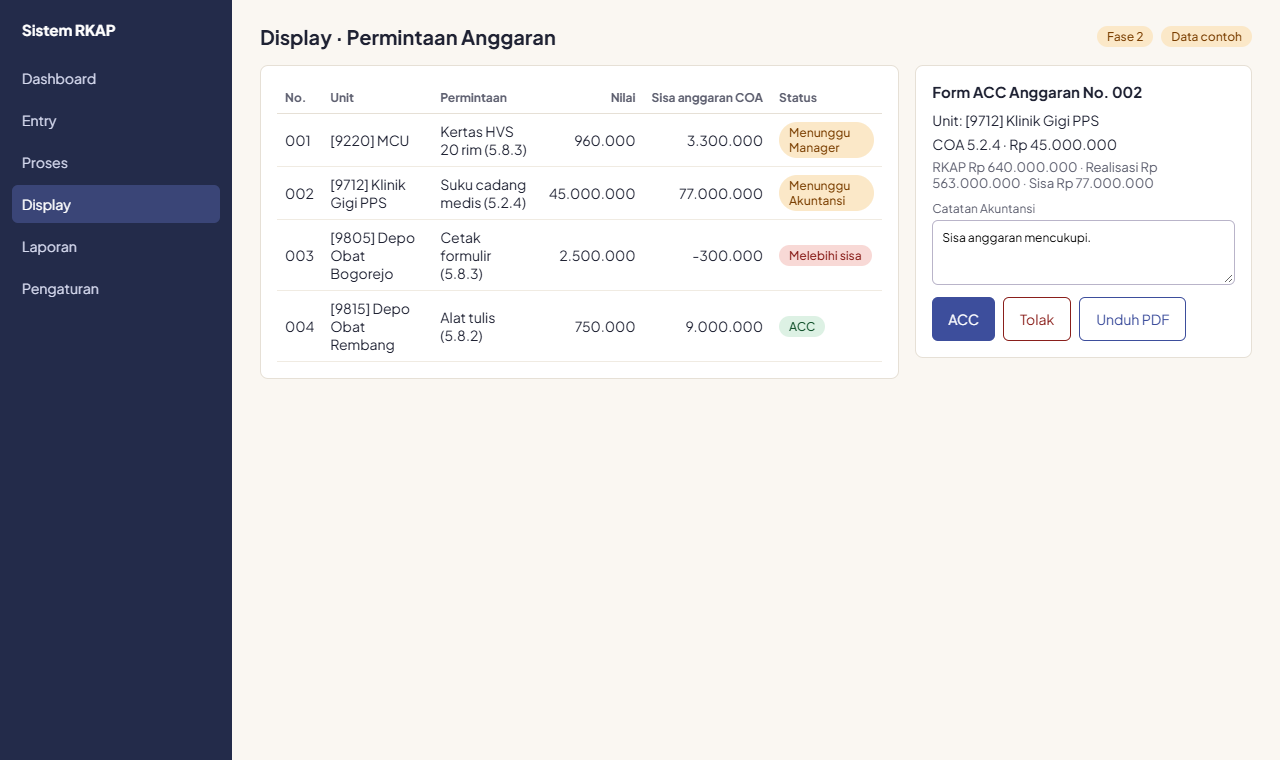 Sistem RKAP
Dashboard
Entry
Proses
Display
Laporan
Pengaturan
Display · Permintaan Anggaran
Fase 2
Data contoh
No. Unit Permintaan Nilai Sisa anggaran COA Status
001 [9220] MCU Kertas HVS 960.000 3.300.000 Menunggu
20 rim (5.8.3) Manager
002 [9712] Klinik Suku cadang 45.000.000 77.000.000 Menunggu
Gigi PPS medis (5.2.4) Akuntansi
[9805] Depo Cetak
003 Obat formulir 2.500.000 -300.000 Melebihi sisa
Bogorejo (5.8.3)
[9815] Depo Alat tulis
004 Obat (5.8.2) 750.000 9.000.000 ACC
Rembang
Form ACC Anggaran No. 002
Unit: [9712] Klinik Gigi PPS
COA 5.2.4 · Rp 45.000.000
RKAP Rp 640.000.000 · Realisasi Rp
563.000.000 · Sisa Rp 77.000.000
Catatan Akuntansi
Sisa anggaran mencukupi.
ACC Tolak Unduh PDF